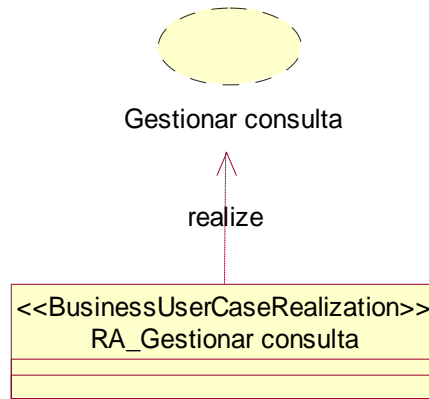 Gestionar consulta
realize
<<BusinessUserCaseRealization>>
RA_Gestionar consulta